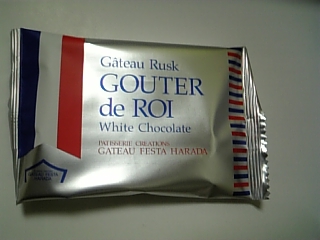 Gâteau Rusk
GOUTER
de ROI
White Chocolate
PATISSERIE CREATIONS
GATEAU FESTA HARADA